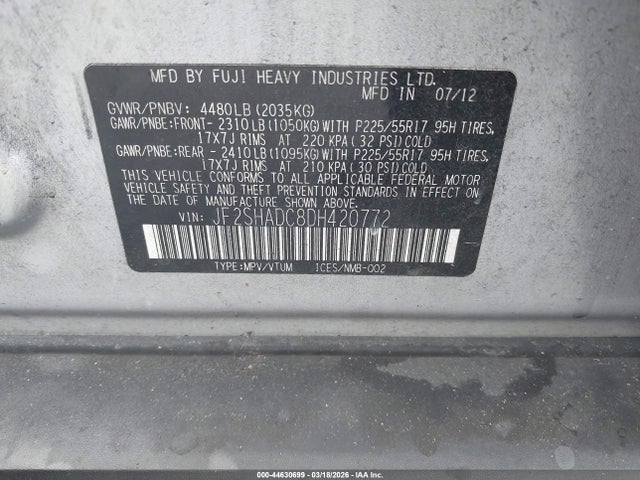 MFD BY FUJI HEAVY INDUSTRIES LTD.
MFD IN 07/12
GVWR/PNBV: 4480LB(2035KG)
GAWR/PNBE:FRONT- 2310LB(1050KG)WITH P225/55R17 95H TIRES,
17X7J RIMS AT 220 KPA(32 PSI)COLD
GAWR/PNBE:REAR - 2410LB(1095KG)WITH P225/55R17 95H TIRES,
17X7J RIMS AT 210 KPA(30 PSI)COLD
THIS VEHICLE CONFORMS TO ALL APPLICABLE FEDERAL MOTOR
VEHICLE SAFETY AND THEFT PREVENTION STANDARDS IN EFFECT ON
THE DATE OF MANUFACTURE SHOWN ABOVE.
VIN: JF2SHADC8DH420772
TYPE:MPV/VTUM ICES/NMB-002
000-44630699 | 03/18/2026 | IAA